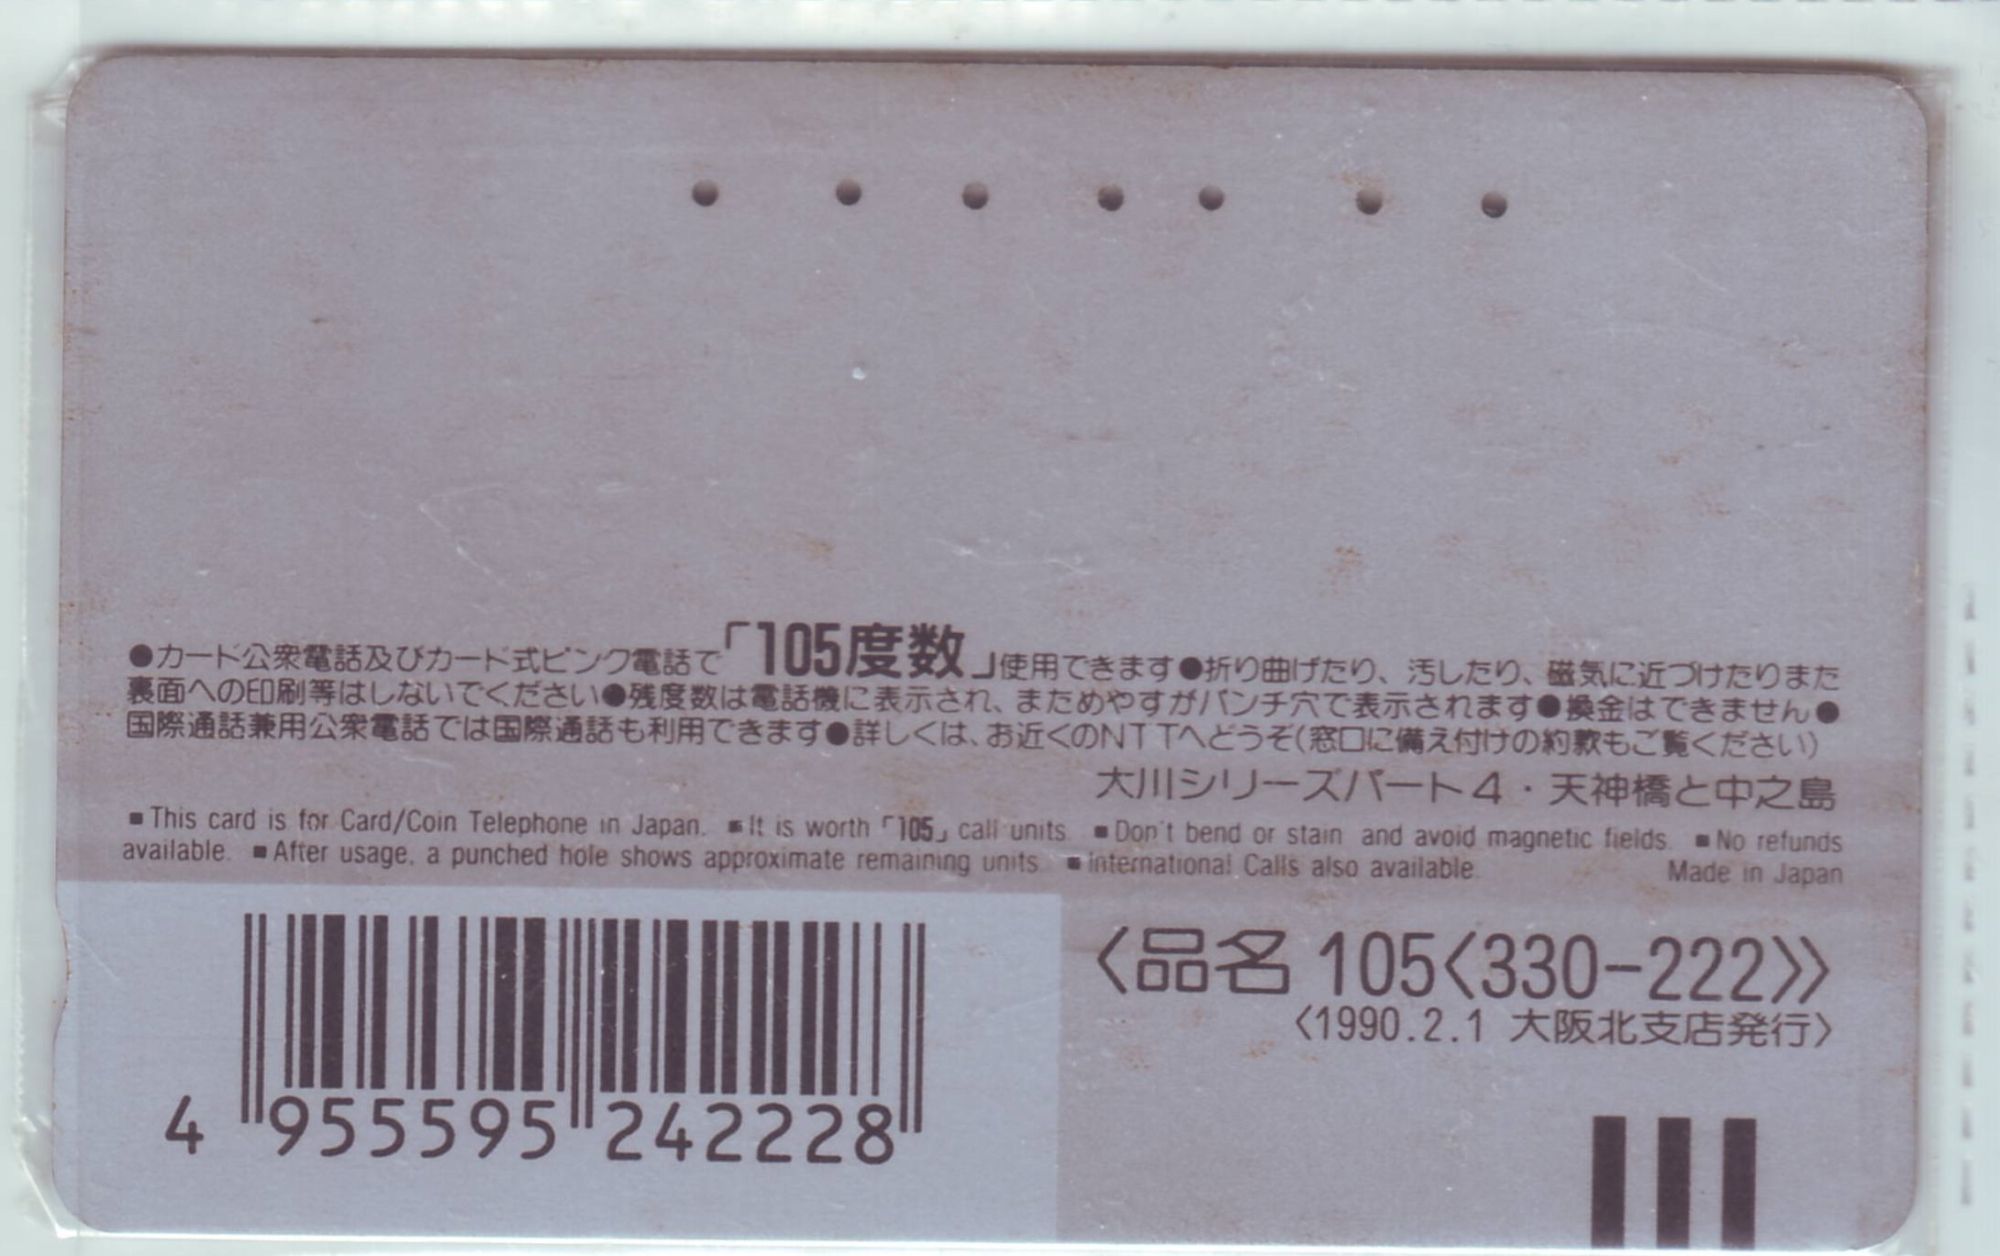 ●カード公衆電話及びカード式ピンク電話で「105度数」使用できます●折り曲げたり、汚したり、磁気に近づけたりまた
裏面への印刷等はしないでください●残度数は電話機に表示され、まためやすがパンチ穴で表示されます●換金はできません●
国際通話兼用公衆電話では国際通話も利用できます●詳しくは、お近くのNTTへどうぞ(窓口に備え付けの約款もご覧ください)
大川シリーズパート4・天神橋と中之島
■This card is for Card/Coin Telephone in Japan. ■It is worth「105」call units. ■Don't bend or stain and avoid magnetic fields. ■No refunds
available. ■After usage, a punched hole shows approximate remaining units. ■International Calls also available. Made in Japan
〈品名 105〈330-222〉〉
〈1990.2.1 大阪北支店発行〉
4 955595 242228